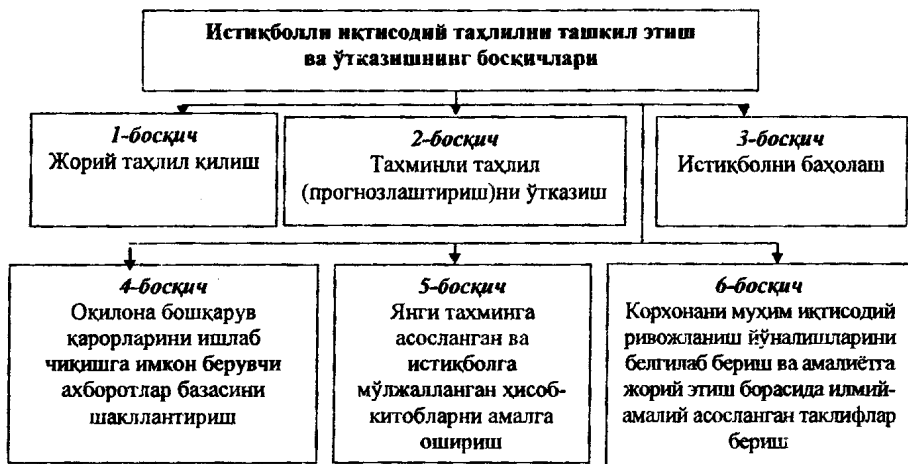 Истиқболли иқтисодий таҳлилни ташкил этиш
ва ўтказишнинг босқичлари
1-босқич
Жорий таҳлил қилиш
2-босқич
Тахминли таҳлил
(прогнозлаштириш)ни ўтказиш
3-босқич
Истиқболни баҳолаш
4-босқич
Оқилона бошқарув
қарорларини ишлаб
чиқишга имкон берувчи
ахборотлар базасини
шакллантириш
5-босқич
Янги тахминга
асосланган ва
истиқболга
мўлжалланган ҳисоб-
китобларни амалга
ошириш
6-босқич
Корхонани муҳим иқтисодий
ривожланиш йўналишларини
белгилаб бериш ва амалиётга
жорий этиш борасида илмий-
амалий асосланган таклифлар
бериш